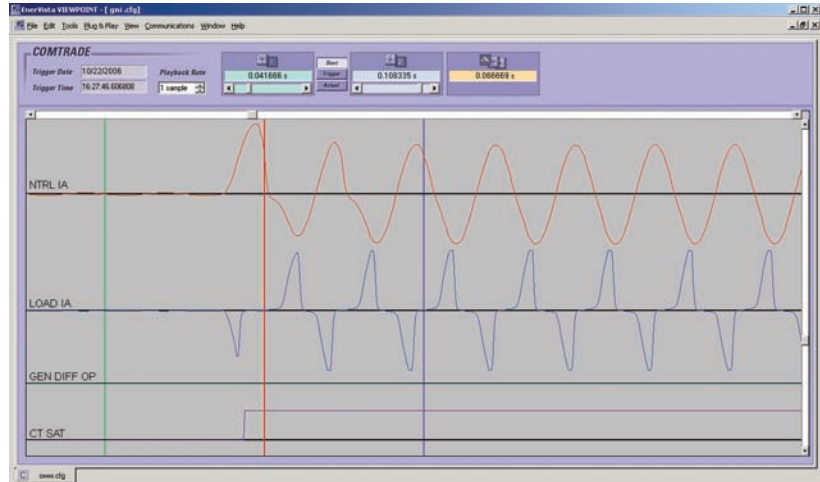 EnerVista VIEWPOINT - [ gni.cfg]
File Edit Tools Plug & Play View Communications Window Help
COMTRADE
Trigger Date 10/22/2006 Playback Rate
Trigger Time 16:27:46.606808 1 sample
0.041666 s
Start
Trigger
Actual
0.108335 s
0.066669 s
NTRL IA
LOAD IA
GEN DIFF OP
CT SAT